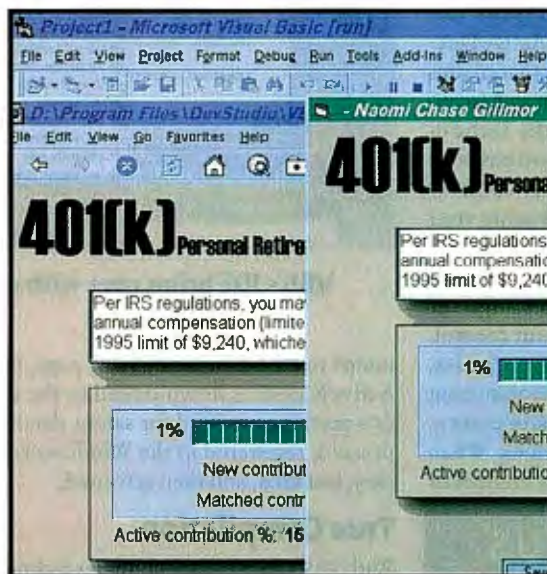 Project1 - Microsoft Visual Basic [run]
File Edit View Project Format Debug Run Tools Add-Ins Window Help
D:\Program Files\DevStudio\
File Edit View Go Favorites Help
401(k) Personal Retire
Per IRS regulations, you may
annual compensation (limite
1995 limit of $9,240, whiche
1%
New contribut
Matched contr
Active contribution %: 15
- Naomi Chase Gillmor
401(k) Persona
Per IRS regulations
annual compensatio
1995 limit of $9,240
1%
New
Match
Active contributio